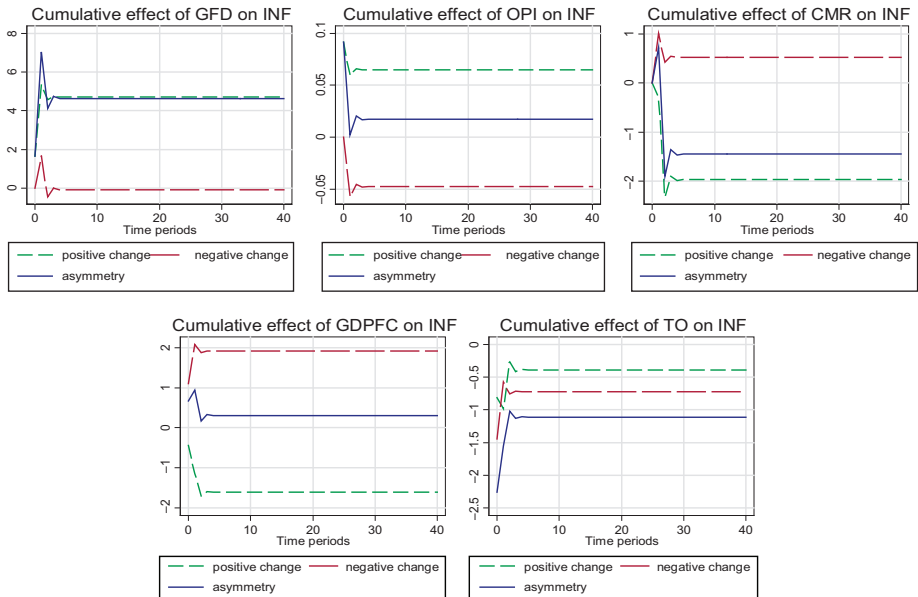 Cumulative effect of GFD on INF
8
6
4
2
0
0 10 20 30 40
Time periods
positive change negative change
asymmetry
Cumulative effect of OPI on INF
0.1
0.05
0
−0.05
0 10 20 30 40
Time periods
positive change negative change
asymmetry
Cumulative effect of CMR on INF
1
0
−1
−2
0 10 20 30 40
Time periods
positive change negative change
asymmetry
Cumulative effect of GDPFC on INF
2
1
0
−1
−2
0 10 20 30 40
Time periods
positive change negative change
asymmetry
Cumulative effect of TO on INF
0
−0.5
−1
−1.5
−2
−2.5
0 10 20 30 40
Time periods
positive change negative change
asymmetry